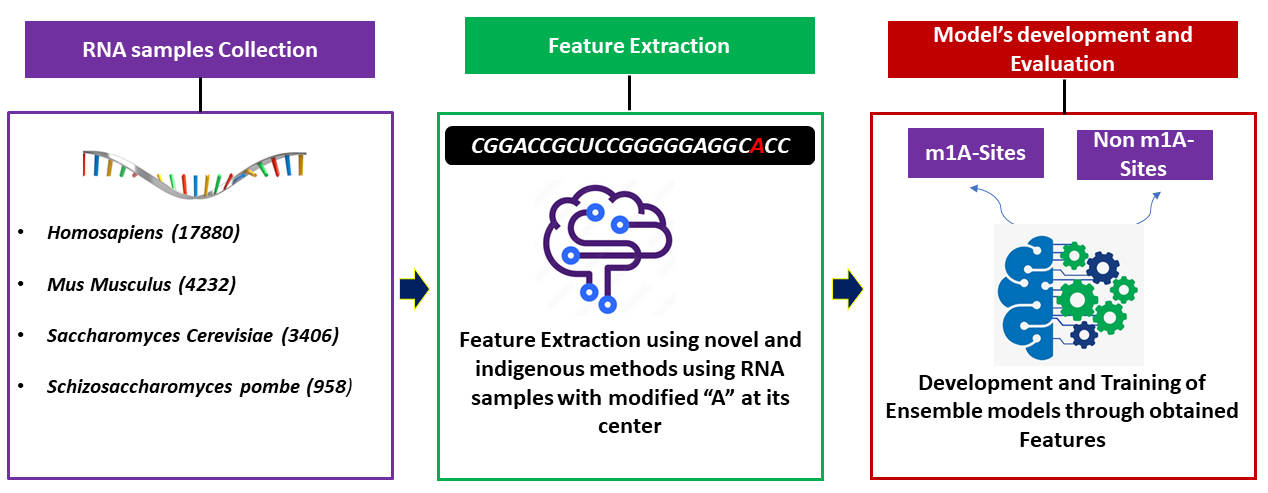 RNA samples Collection
• Homosapiens (17880)
• Mus Musculus (4232)
• Saccharomyces Cerevisiae (3406)
• Schizosaccharomyces pombe (958)
Feature Extraction
CGGACCGCUCCGGGGGAGGCACC
Feature Extraction using novel and
indigenous methods using RNA
samples with modified “A” at its
center
Model’s development and
Evaluation
m1A-Sites
Non m1A-
Sites
Development and Training of
Ensemble models through obtained
Features